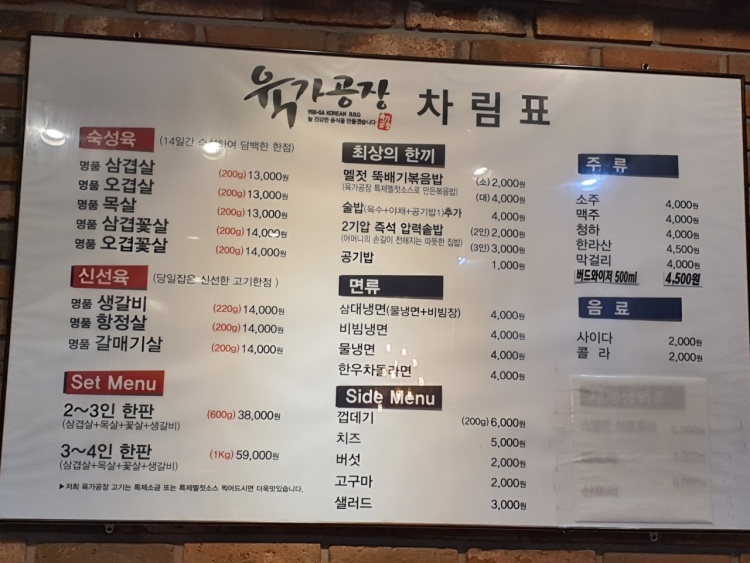 육가공장 차림표
YUK-GA KOREAN B.B.Q
늘 건강한 음식을 만들겠습니다
숙성육 (14일간 숙성하여 담백한 한점)
명품 삼겹살 (200g) 13,000원
명품 오겹살 (200g) 13,000원
명품 목살 (200g) 13,000원
명품 삼겹꽃살 (200g) 14,000원
명품 오겹꽃살 (200g) 14,000원
신선육 (당일잡은 신선한 고기한점)
명품 생갈비 (220g) 14,000원
명품 항정살 (200g) 14,000원
명품 갈매기살 (200g) 14,000원
Set Menu
2~3인 한판 (600g) 38,000원
(삼겹살+목살+꽃살+생갈비)
3~4인 한판 (1Kg) 59,000원
(삼겹살+목살+꽃살+생갈비)
▶저희 육가공장 고기는 특제소금 또는 특제멜젓소스 찍어드시면 더욱맛있습니다.
최상의 한끼
멜젓 뚝배기볶음밥 (소) 2,000원
(육가공장 특제멜젓소스로 만든볶음밥) (대) 4,000원
술밥(육수+야채+공기밥1)추가 4,000원
2기압 즉석 압력솥밥 (2인) 2,000원
(어머니의 손길이 전해지는 따뜻한 집밥) (3인) 3,000원
공기밥 1,000원
면류
삼대냉면(물냉면+비빔장) 4,000원
비빔냉면 4,000원
물냉면 4,000원
한우차돌라면 4,000원
Side Menu
껍데기 (200g) 6,000원
치즈 5,000원
버섯 2,000원
고구마 2,000원
샐러드 3,000원
주류
소주 4,000원
맥주 4,000원
청하 4,000원
한라산 4,500원
막걸리 4,000원
버드와이저 500ml 4,500원
음료
사이다 2,000원
콜라 2,000원